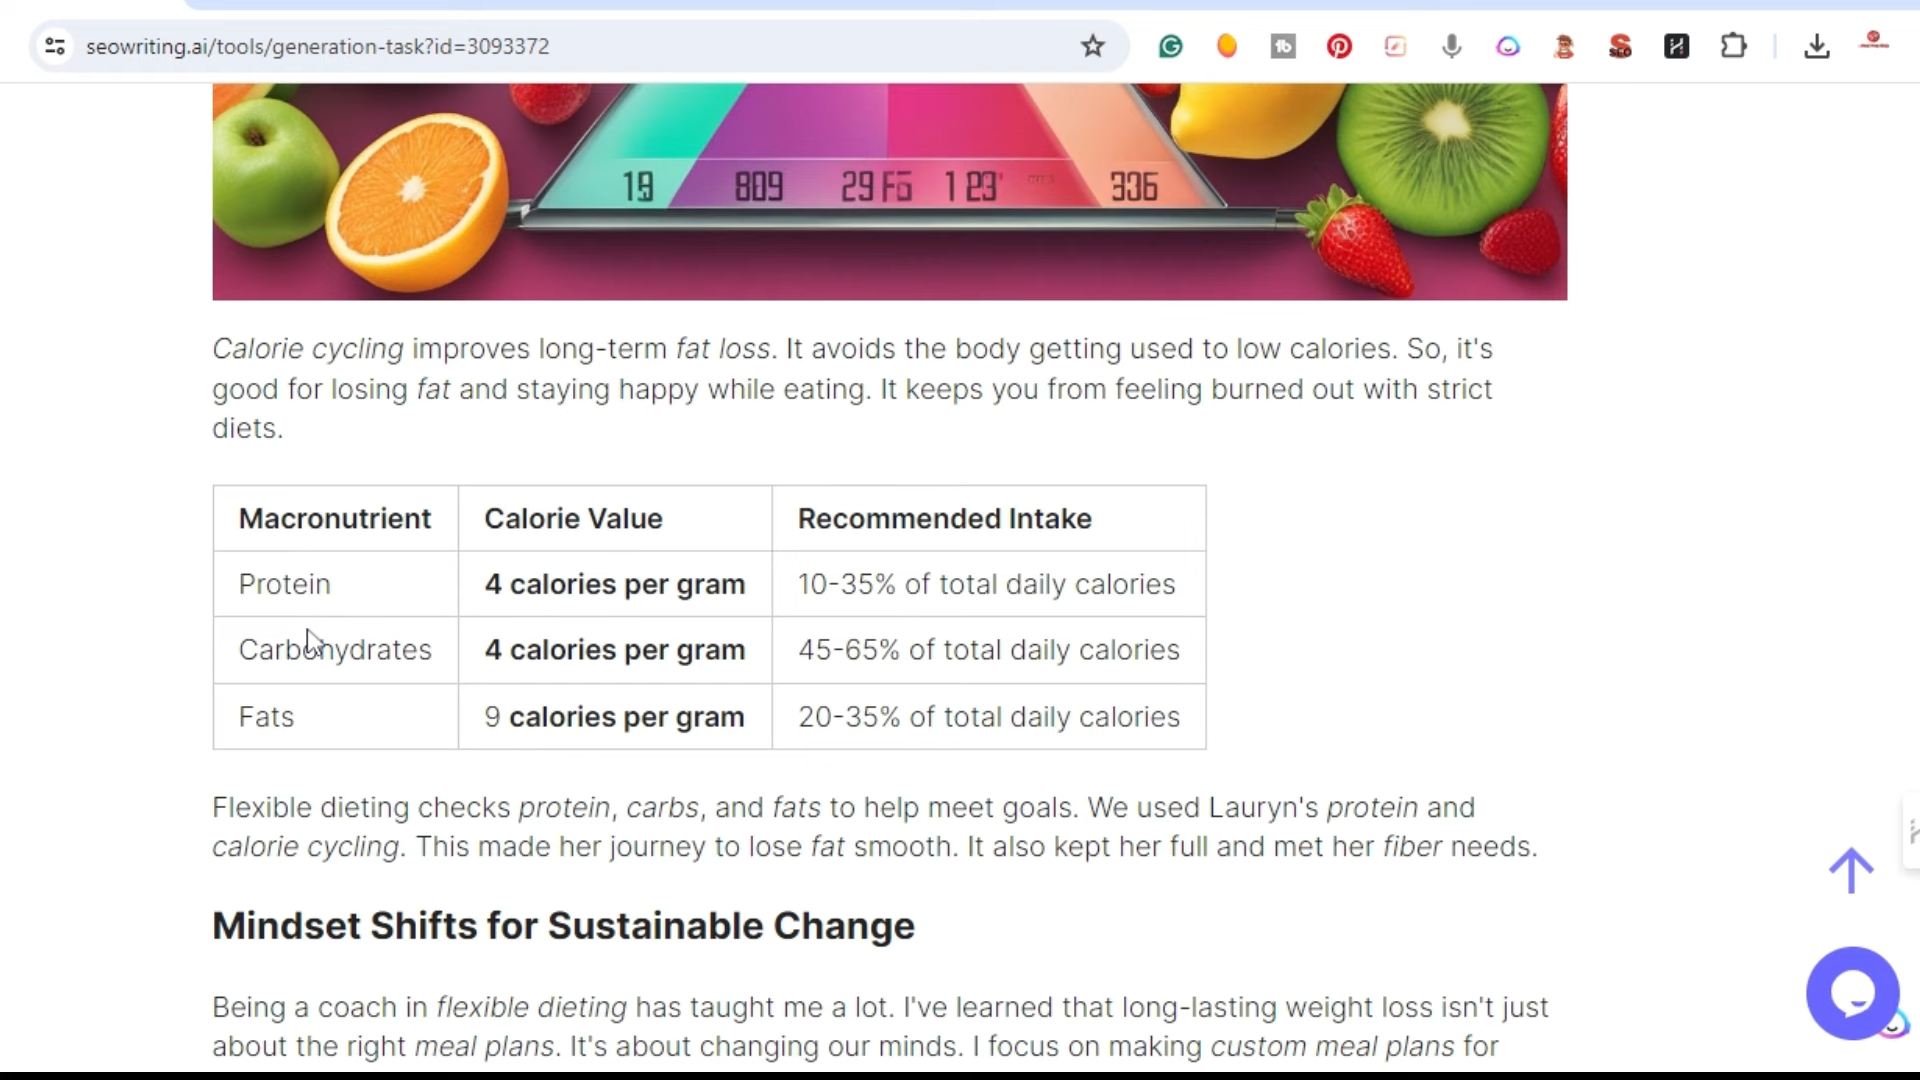 seowriting.ai/tools/generation-task?id=3093372
SEO
19 809 29 F5 1 23' 336
Calorie cycling improves long-term fat loss. It avoids the body getting used to low calories. So, it's
good for losing fat and staying happy while eating. It keeps you from feeling burned out with strict
diets.
Macronutrient Calorie Value Recommended Intake
Protein 4 calories per gram 10-35% of total daily calories
Carbohydrates 4 calories per gram 45-65% of total daily calories
Fats 9 calories per gram 20-35% of total daily calories
Flexible dieting checks protein, carbs, and fats to help meet goals. We used Lauryn's protein and
calorie cycling. This made her journey to lose fat smooth. It also kept her full and met her fiber needs.
Mindset Shifts for Sustainable Change
Being a coach in flexible dieting has taught me a lot. I've learned that long-lasting weight loss isn't just
about the right meal plans. It's about changing our minds. I focus on making custom meal plans for